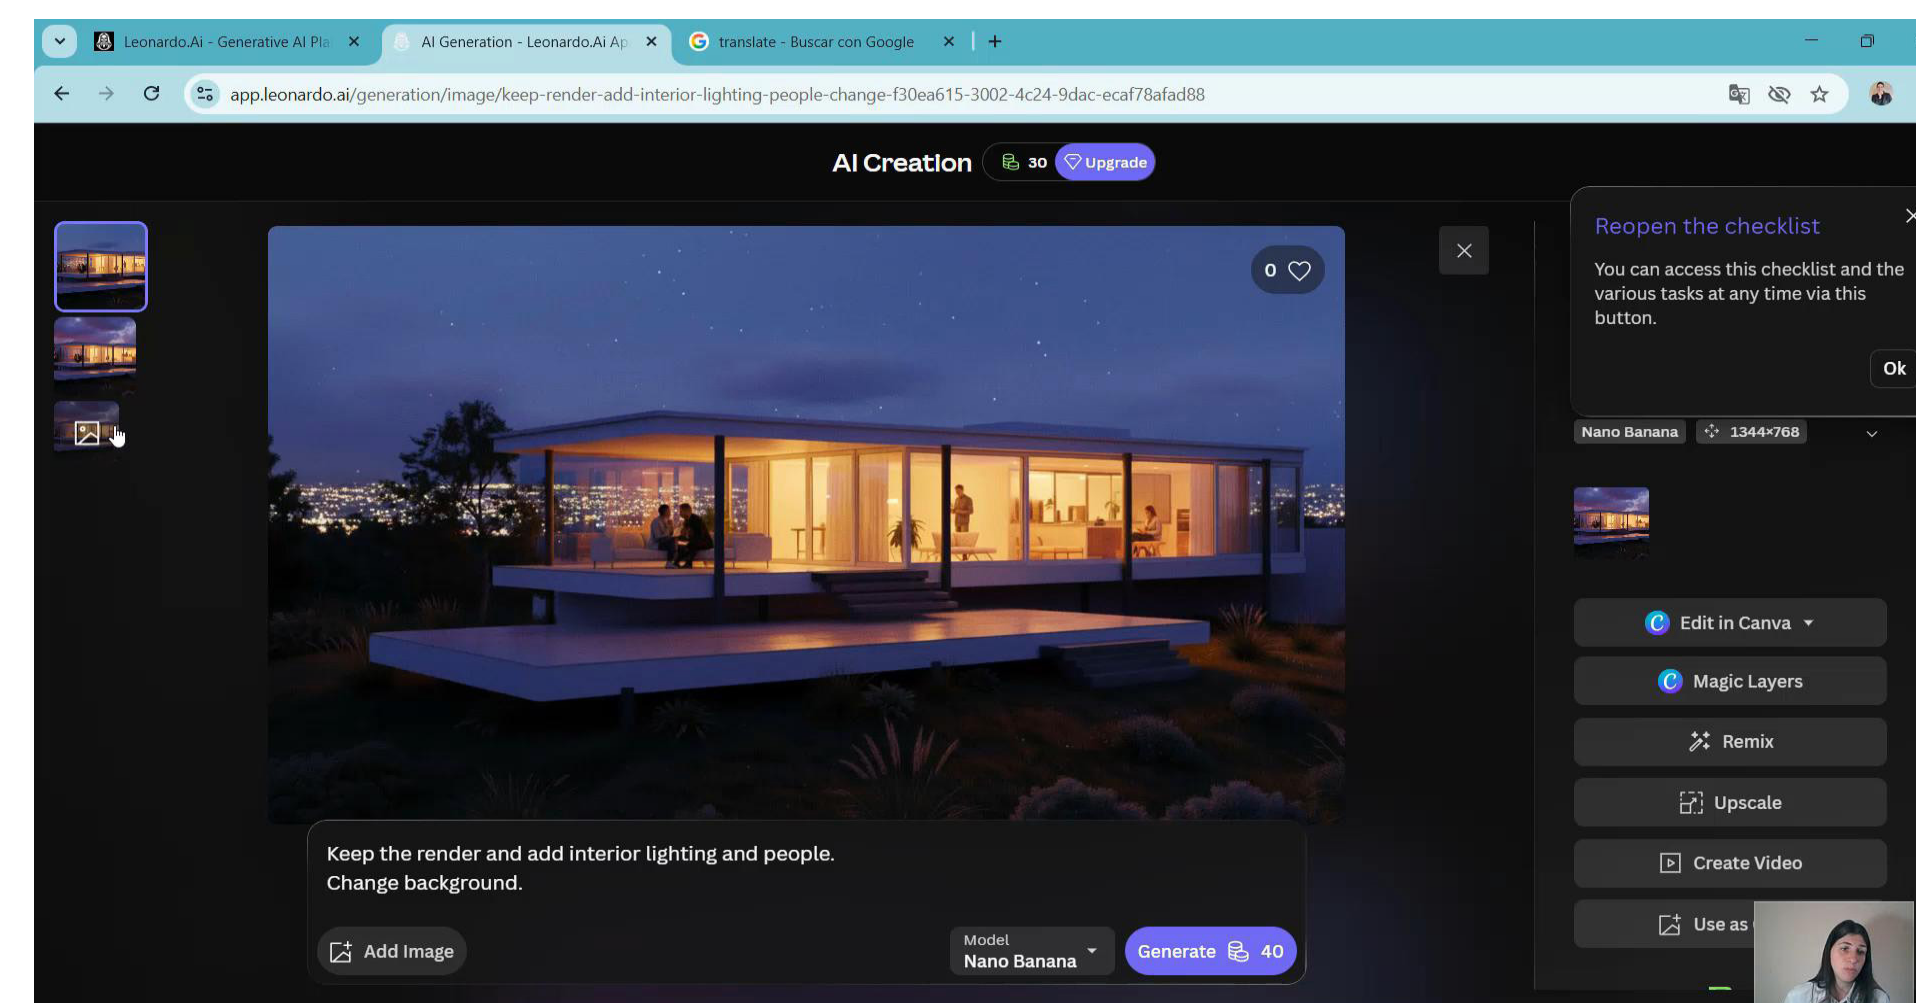 Leonardo.Ai - Generative AI Pla
AI Generation - Leonardo.Ai Ap
translate - Buscar con Google
app.leonardo.ai/generation/image/keep-render-add-interior-lighting-people-change-f30ea615-3002-4c24-9dac-ecaf78afad88
AI Creation
30
Upgrade
0
Reopen the checklist
You can access this checklist and the
various tasks at any time via this
button.
Ok
Nano Banana
1344×768
Edit in Canva
Magic Layers
Remix
Upscale
Create Video
Use as
Keep the render and add interior lighting and people.
Change background.
Add Image
Model
Nano Banana
Generate 40